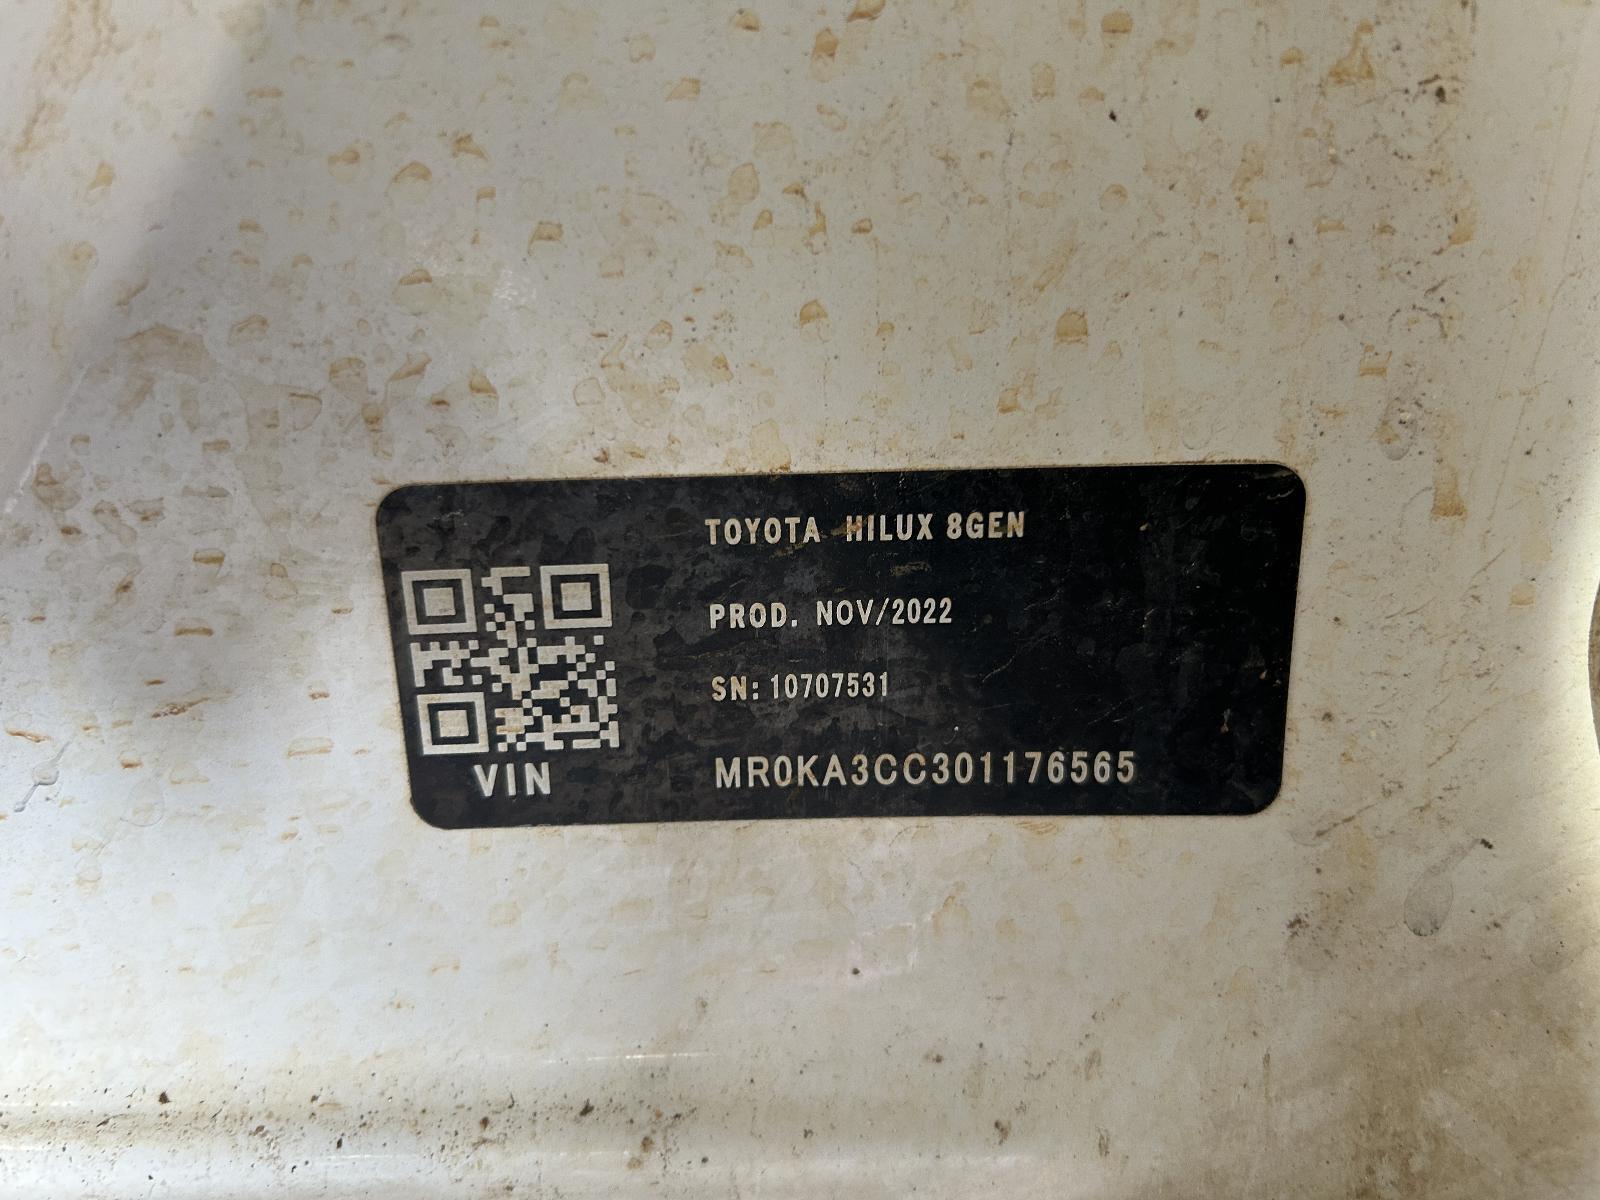 TOYOTA HILUX 8GEN
PROD. NOV/2022
SN: 10707531
VIN
MR0KA3CC301176565